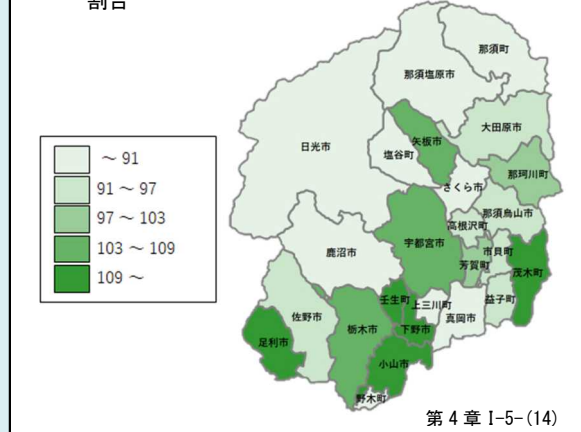 割合
～ 91
91 ～ 97
97 ～ 103
103 ～ 109
109 ～
那須町
那須塩原市
大田原市
矢板市
日光市
塩谷町
那珂川町
さくら市
那須烏山市
高根沢町
宇都宮市
鹿沼市
市貝町
芳賀町
茂木町
壬生町
上三川町
益子町
真岡市
佐野市
栃木市
下野市
足利市
小山市
野木町
第４章 I-5-(14)